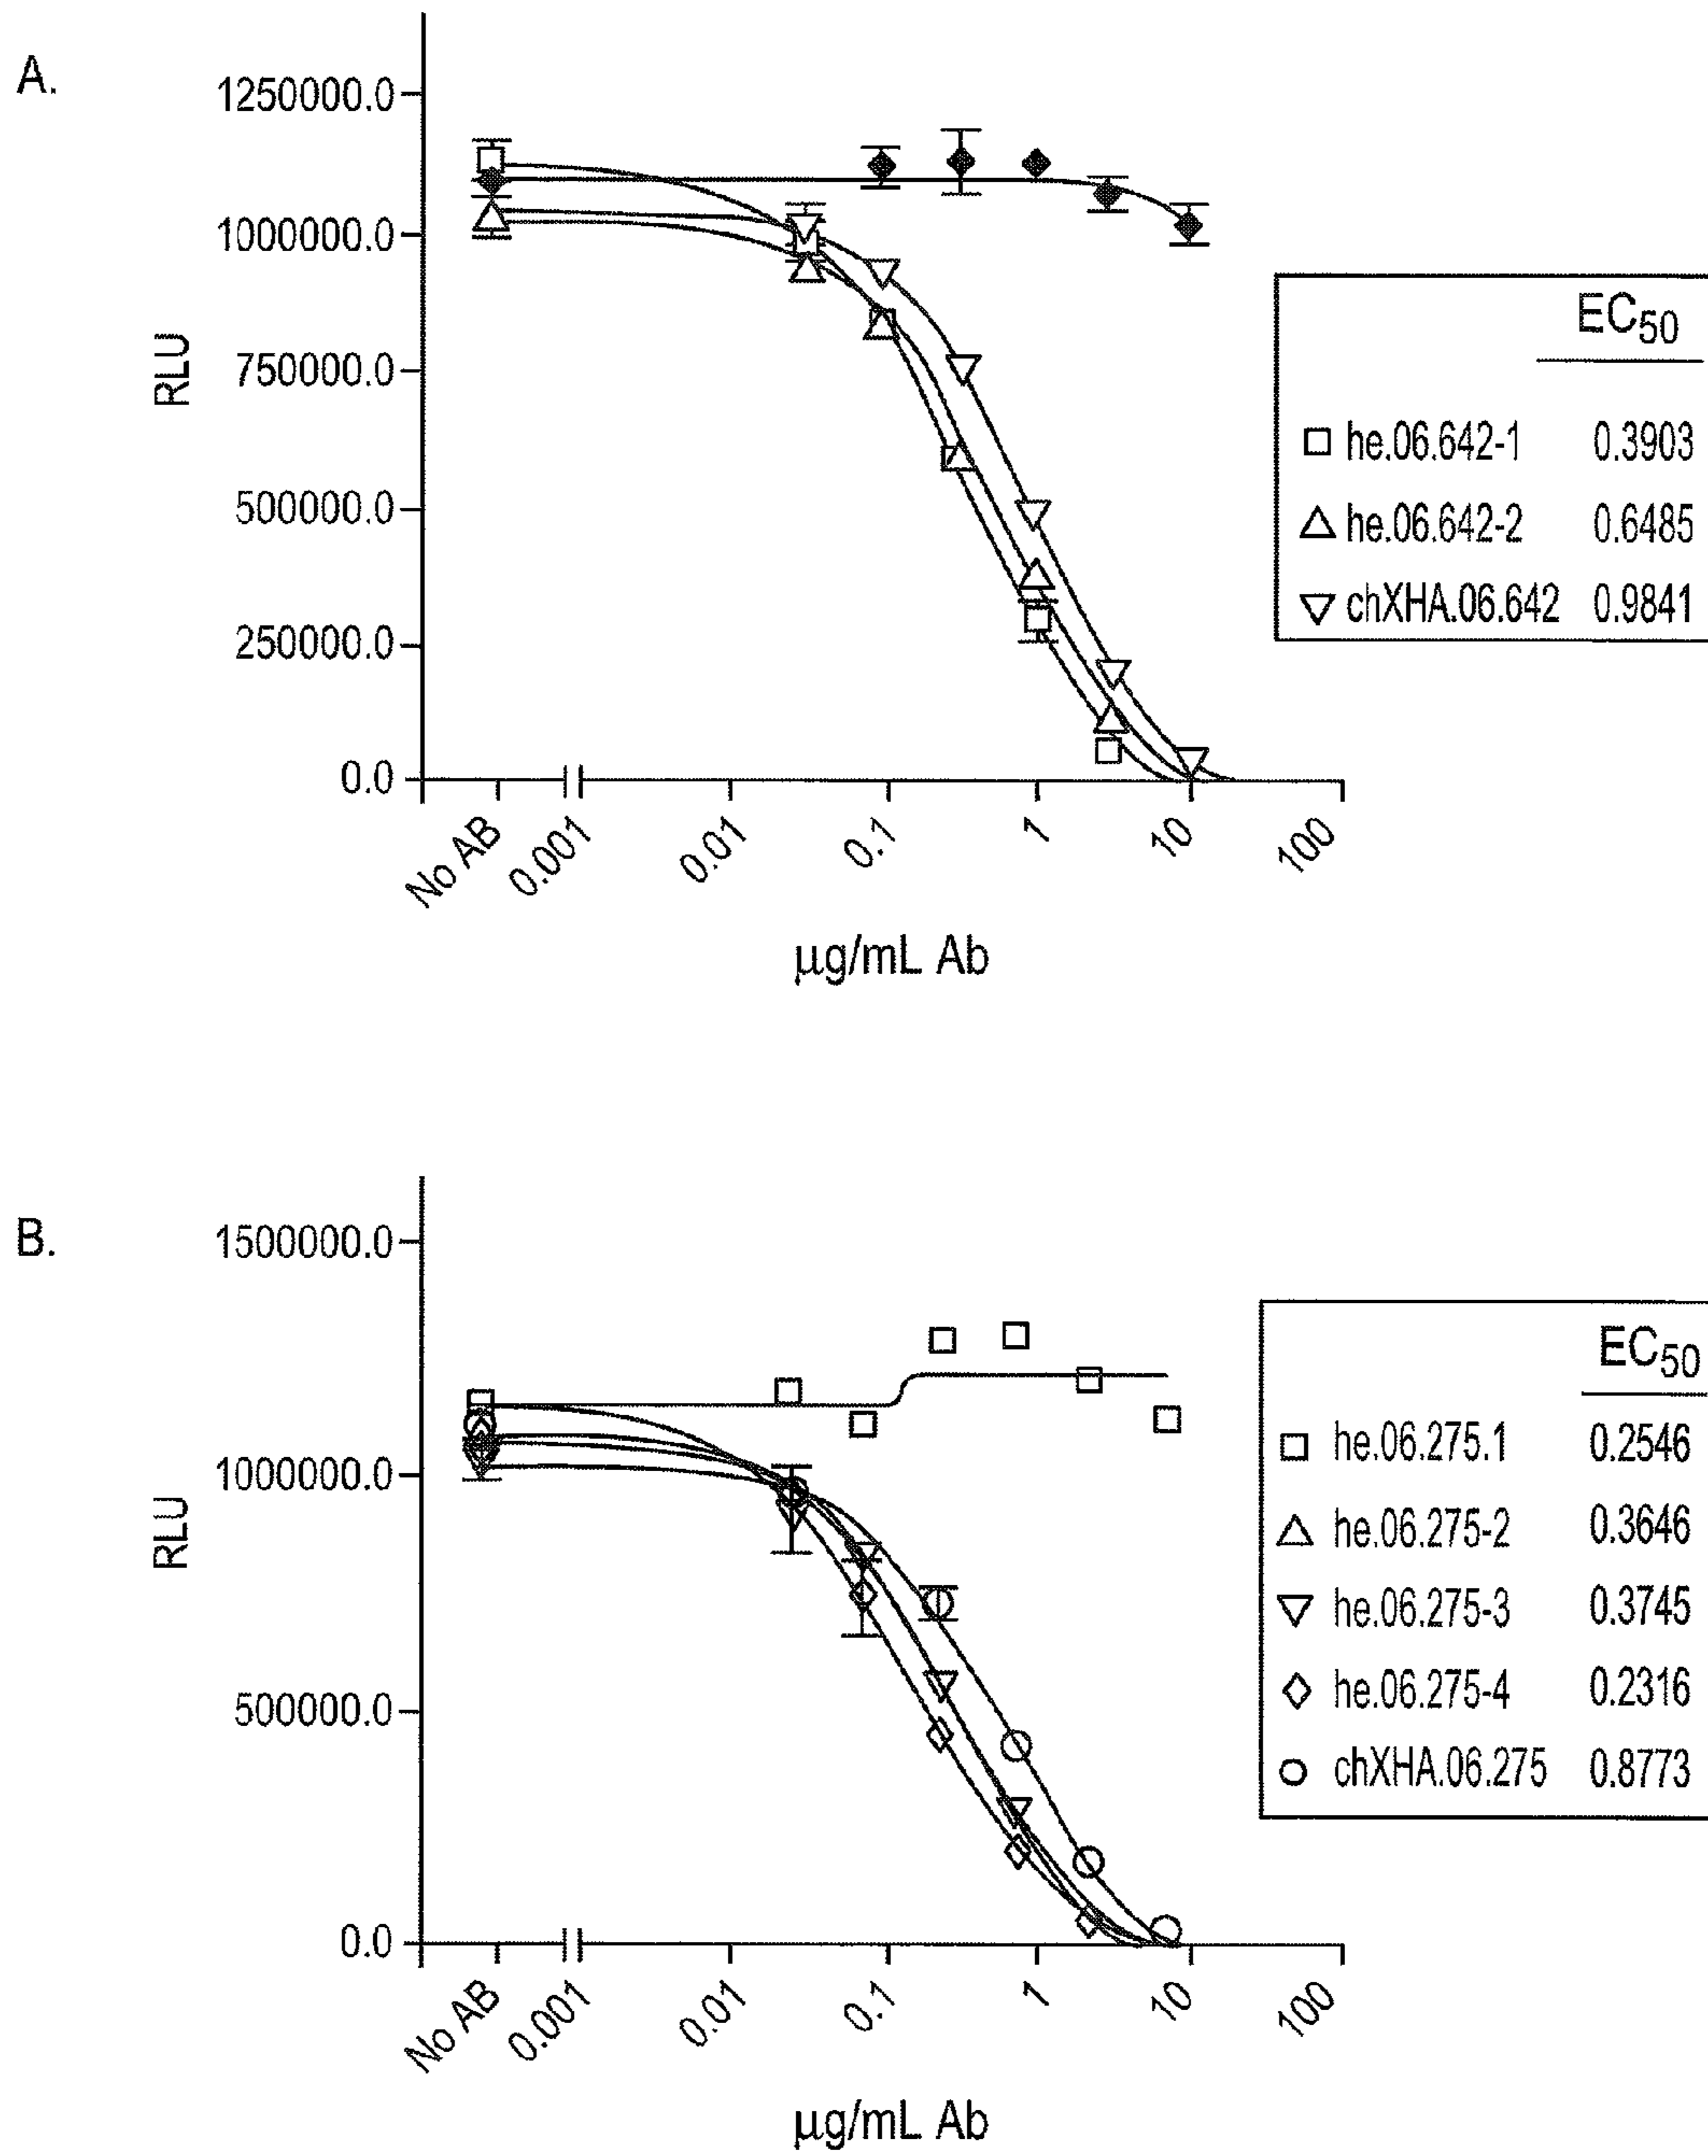 A.
1250000.0
1000000.0
750000.0
500000.0
250000.0
0.0
RLU
No AB
0.001
0.01
0.1
1
10
100
µg/mL Ab
EC50
he.06.642-1 0.3903
he.06.642-2 0.6485
chXHA.06.642 0.9841
B.
1500000.0
1000000.0
500000.0
0.0
RLU
No AB
0.001
0.01
0.1
1
10
100
µg/mL Ab
EC50
he.06.275.1 0.2546
he.06.275-2 0.3646
he.06.275-3 0.3745
he.06.275-4 0.2316
chXHA.06.275 0.8773